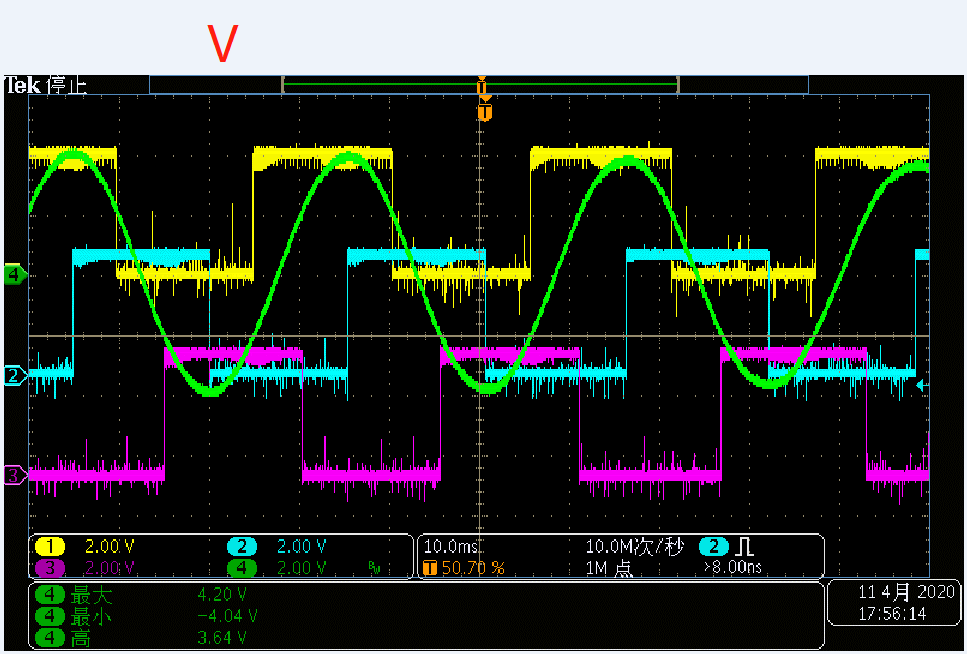 V
Tek 停止
T
T
4
2
3
1 2.00 V 2 2.00 V
3 2.00 V 4 2.00 V BW
10.0ms 10.0M次/秒 2
T 50.70 % 1M 点 >8.00ns
4 最大 4.20 V
4 最小 −4.04 V
4 高 3.64 V
11 4月 2020
17:56:14